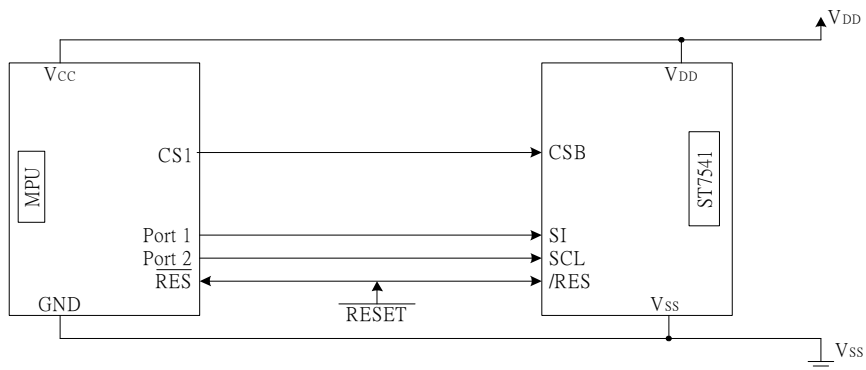 VDD
VCC
VDD
CS1
CSB
MPU
ST7541
Port 1
SI
Port 2
SCL
RES
/RES
GND
RESET
VSS
VSS